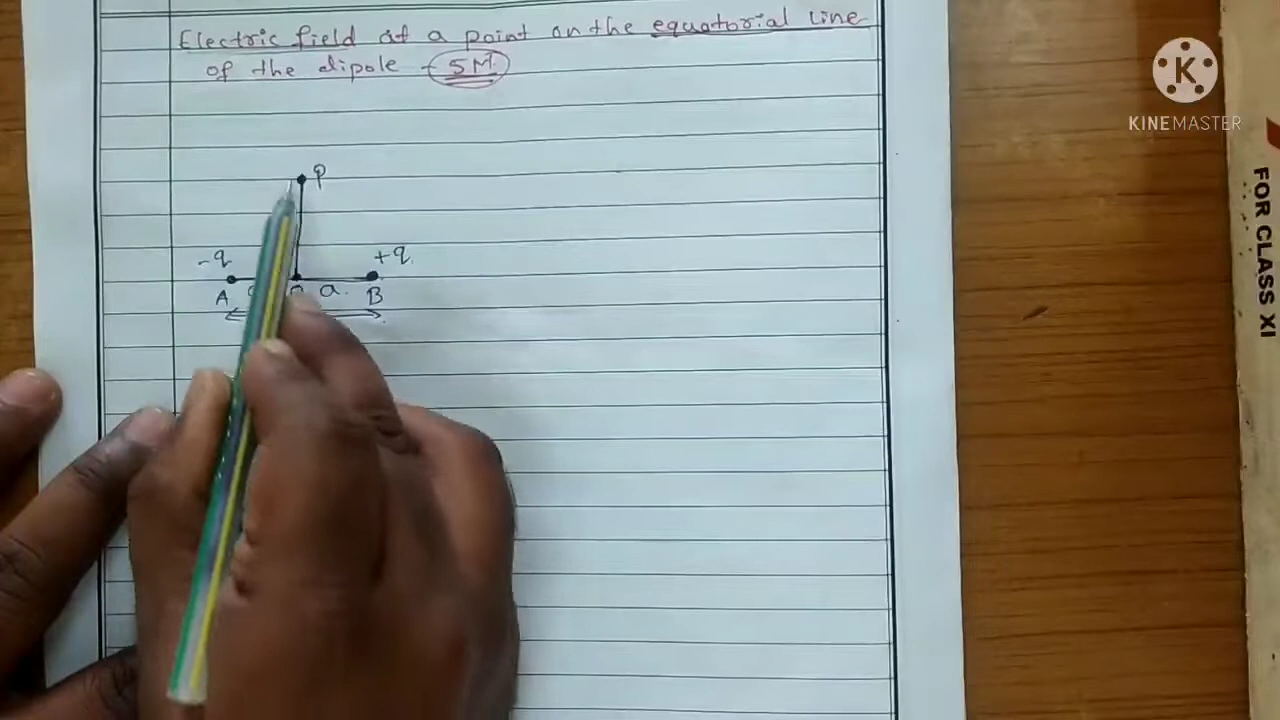 Electric field at a point on the equatorial line
of the dipole - 5M
K
KINEMASTER
P
-q
+q
A
a
B
FOR CLASS XI